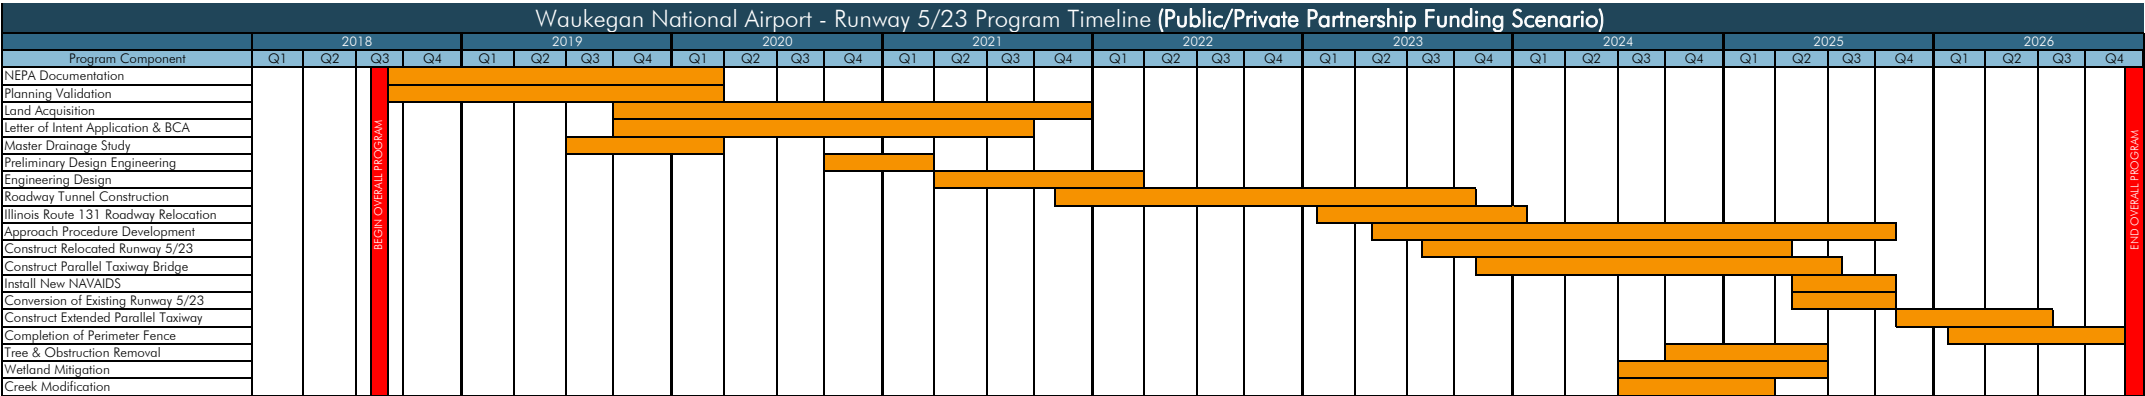 Waukegan National Airport - Runway 5/23 Program Timeline (Public/Private Partnership Funding Scenario)
2018 2019 2020 2021 2022 2023 2024 2025 2026
Program Component Q1 Q2 Q3 Q4 Q1 Q2 Q3 Q4 Q1 Q2 Q3 Q4 Q1 Q2 Q3 Q4 Q1 Q2 Q3 Q4 Q1 Q2 Q3 Q4 Q1 Q2 Q3 Q4 Q1 Q2 Q3 Q4 Q1 Q2 Q3 Q4
NEPA Documentation
Planning Validation
Land Acquisition
Letter of Intent Application & BCA
Master Drainage Study
Preliminary Design Engineering
Engineering Design
Roadway Tunnel Construction
Illinois Route 131 Roadway Relocation
Approach Procedure Development
Construct Relocated Runway 5/23
Construct Parallel Taxiway Bridge
Install New NAVAIDS
Conversion of Existing Runway 5/23
Construct Extended Parallel Taxiway
Completion of Perimeter Fence
Tree & Obstruction Removal
Wetland Mitigation
Creek Modification
BEGIN OVERALL PROGRAM
END OVERALL PROGRAM